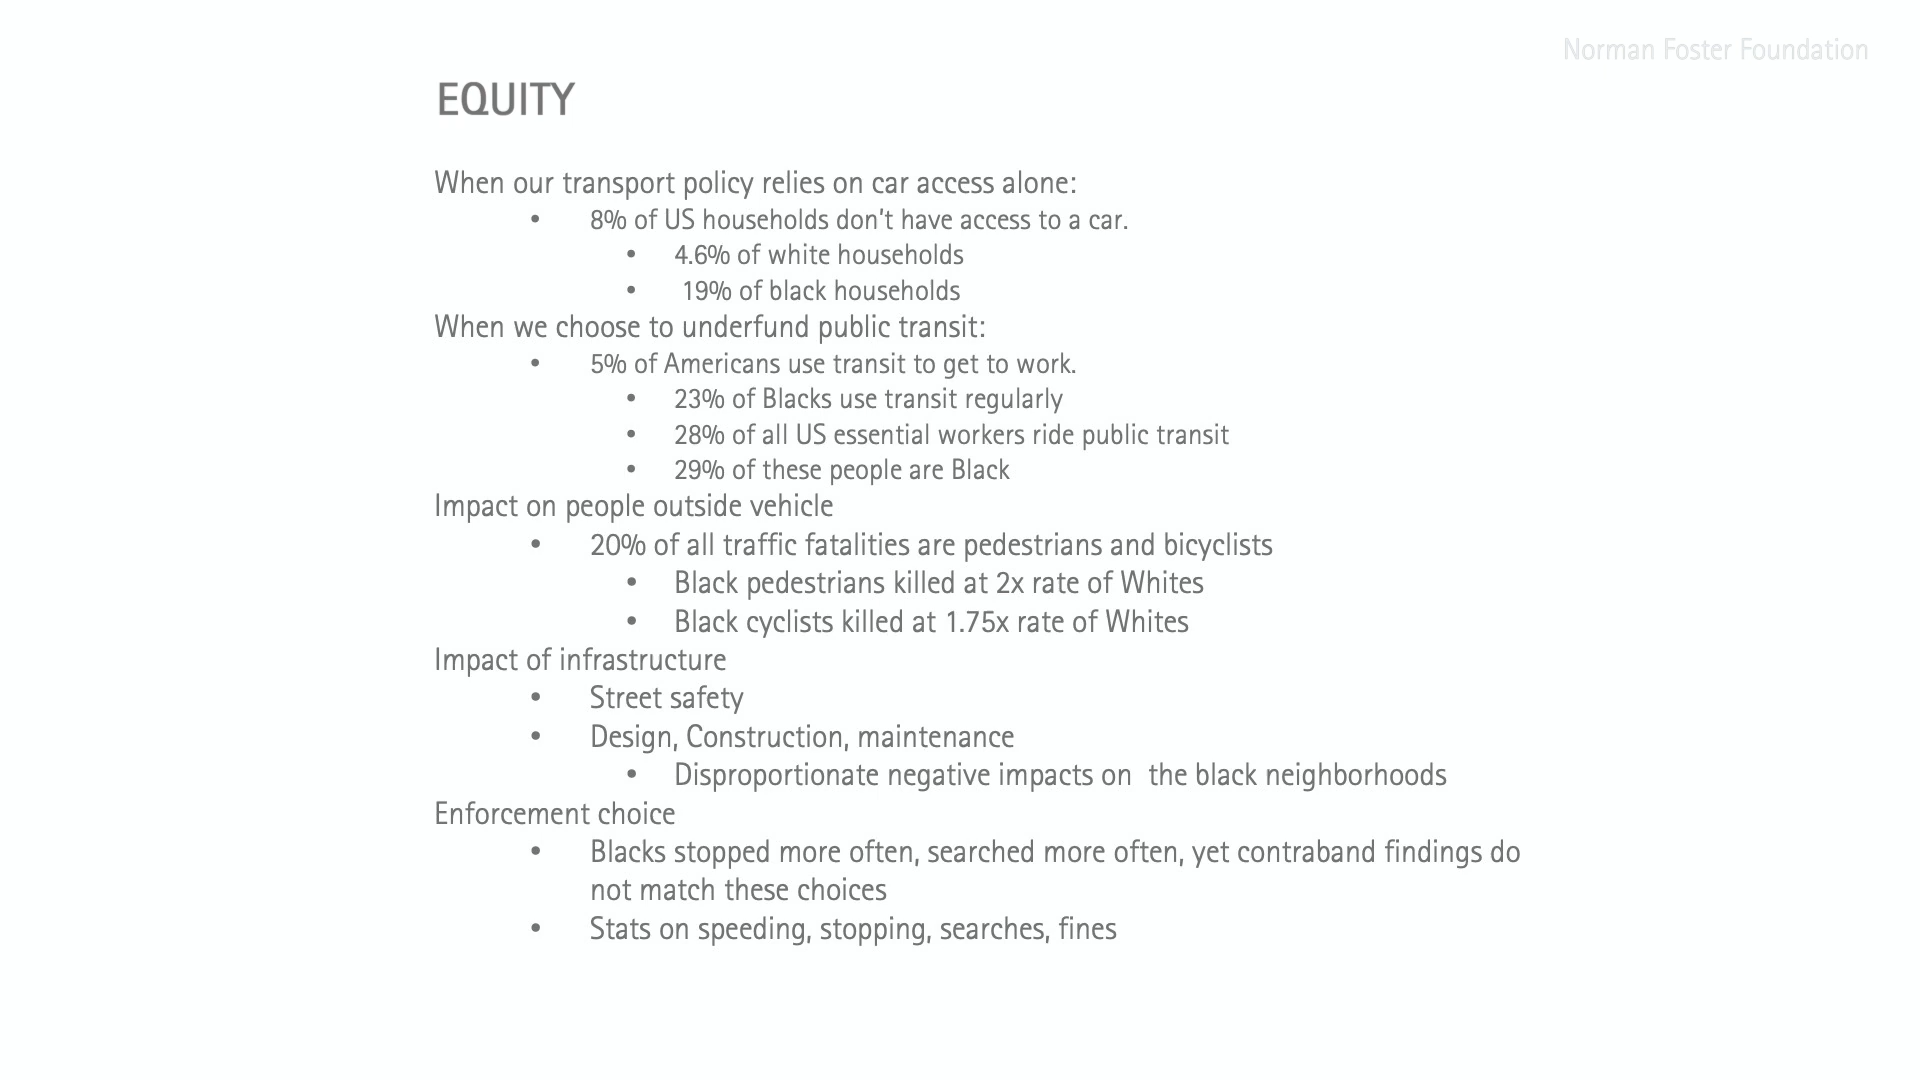 Norman Foster Foundation
EQUITY
When our transport policy relies on car access alone:
• 8% of US households don't have access to a car.
• 4.6% of white households
• 19% of black households
When we choose to underfund public transit:
• 5% of Americans use transit to get to work.
• 23% of Blacks use transit regularly
• 28% of all US essential workers ride public transit
• 29% of these people are Black
Impact on people outside vehicle
• 20% of all traffic fatalities are pedestrians and bicyclists
• Black pedestrians killed at 2x rate of Whites
• Black cyclists killed at 1.75x rate of Whites
Impact of infrastructure
• Street safety
• Design, Construction, maintenance
• Disproportionate negative impacts on  the black neighborhoods
Enforcement choice
• Blacks stopped more often, searched more often, yet contraband findings do
not match these choices
• Stats on speeding, stopping, searches, fines